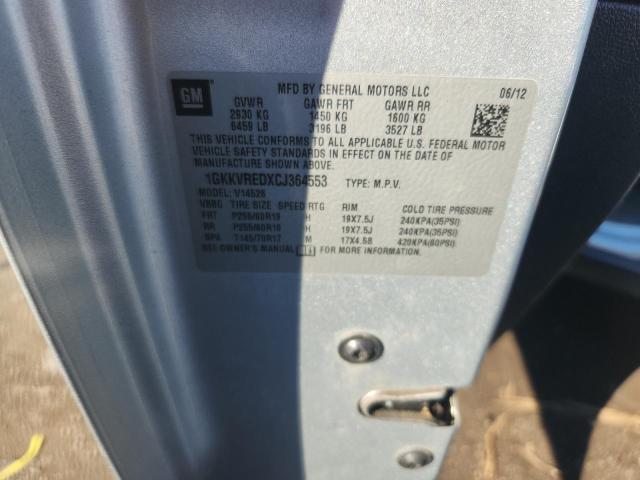 GM
MFD BY GENERAL MOTORS LLC 06/12
GVWR GAWR FRT GAWR RR
2930 KG 1450 KG 1600 KG
6459 LB 3196 LB 3527 LB
THIS VEHICLE CONFORMS TO ALL APPLICABLE U.S. FEDERAL MOTOR
VEHICLE SAFETY STANDARDS IN EFFECT ON THE DATE OF
MANUFACTURE SHOWN ABOVE.
1GKKVREDXCJ364553 TYPE: M.P.V.
MODEL: V14526
TIRE SIZE SPEED RTG RIM COLD TIRE PRESSURE
FRT P255/60R19 H 19X7.5J 240KPA(35PSI)
RR P255/60R19 H 19X7.5J 240KPA(35PSI)
SPA T145/70R17 M 17X4.5B 420KPA(60PSI)
SEE OWNER'S MANUAL FOR MORE INFORMATION.